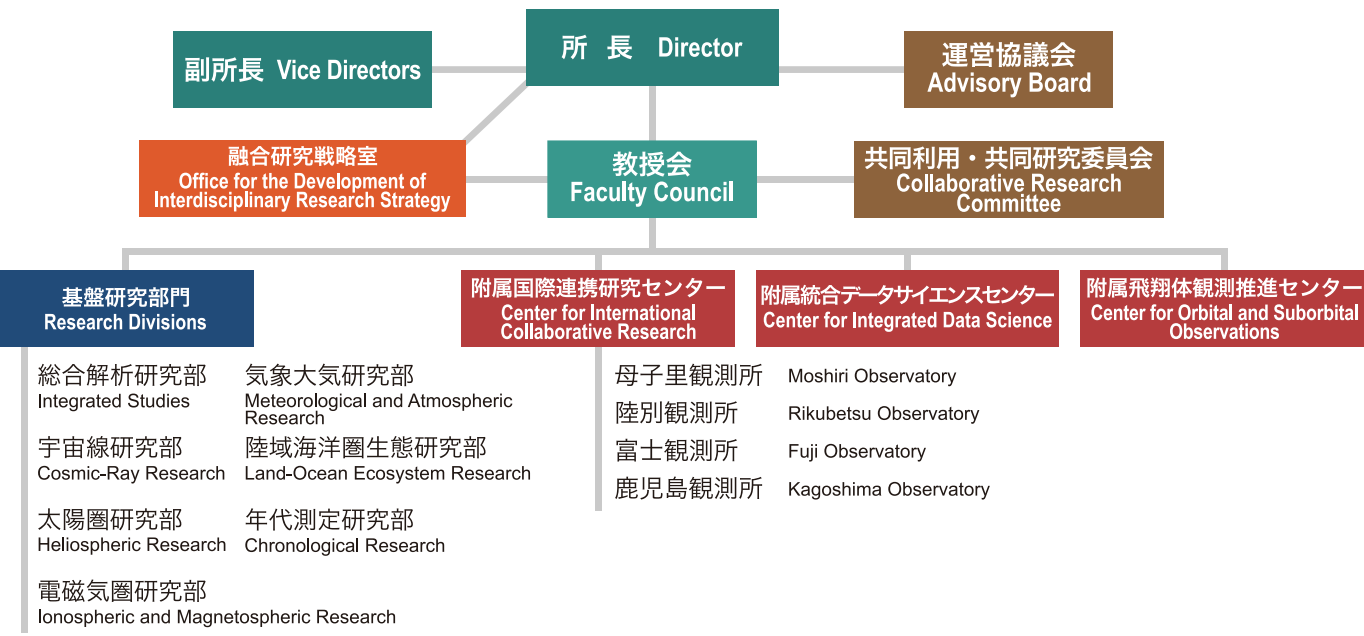 所 長 Director
副所長 Vice Directors
運営協議会
Advisory Board
融合研究戦略室
Office for the Development of
Interdisciplinary Research Strategy
教授会
Faculty Council
共同利用・共同研究委員会
Collaborative Research
Committee
基盤研究部門
Research Divisions
附属国際連携研究センター
Center for International
Collaborative Research
附属統合データサイエンスセンター
Center for Integrated Data Science
附属飛翔体観測推進センター
Center for Orbital and Suborbital
Observations
総合解析研究部
Integrated Studies
気象大気研究部
Meteorological and Atmospheric
Research
宇宙線研究部
Cosmic-Ray Research
陸域海洋圏生態研究部
Land-Ocean Ecosystem Research
太陽圏研究部
Heliospheric Research
年代測定研究部
Chronological Research
電磁気圏研究部
Ionospheric and Magnetospheric Research
母子里観測所 Moshiri Observatory
陸別観測所 Rikubetsu Observatory
富士観測所 Fuji Observatory
鹿児島観測所 Kagoshima Observatory